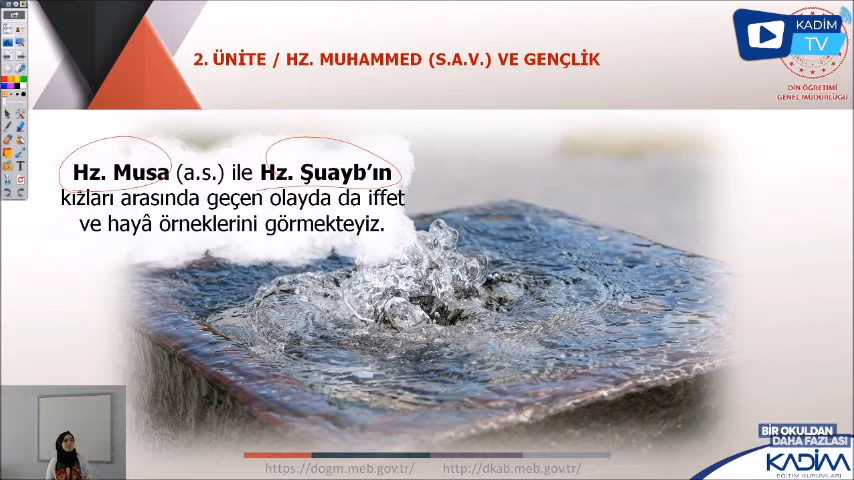 KADİM
TV
2. ÜNİTE / HZ. MUHAMMED (S.A.V.) VE GENÇLİK
DİN ÖĞRETİMİ
GENEL MÜDÜRLÜĞÜ
Hz. Musa (a.s.) ile Hz. Şuayb'ın
kızları arasında geçen olayda da iffet
ve hayâ örneklerini görmekteyiz.
BİR OKULDAN
DAHA FAZLASI
KADİM
EĞİTİM KURUMLARI
https://dogm.meb.gov.tr/ http://dkab.meb.gov.tr/